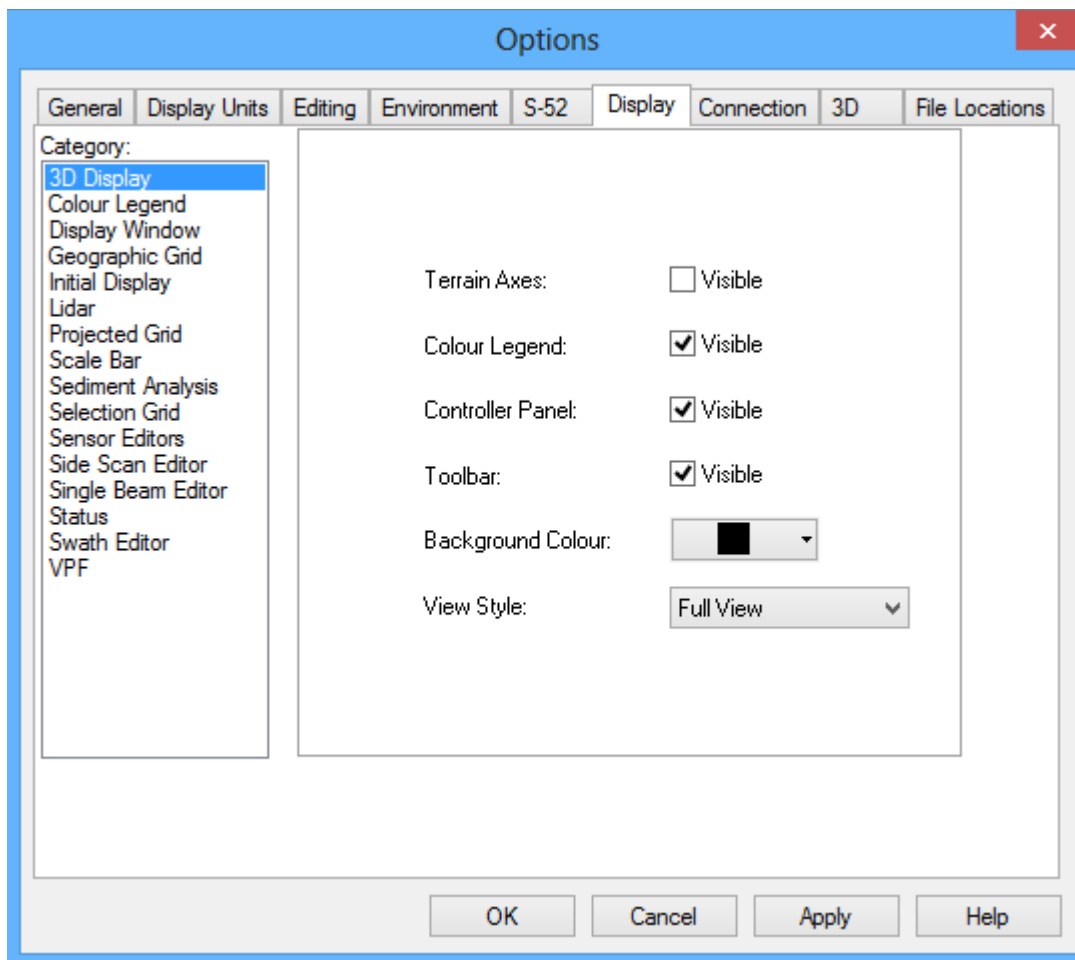 Options
General Display Units Editing Environment S-52 Display Connection 3D File Locations
Category:
3D Display
Colour Legend
Display Window
Geographic Grid
Initial Display
Lidar
Projected Grid
Scale Bar
Sediment Analysis
Selection Grid
Sensor Editors
Side Scan Editor
Single Beam Editor
Status
Swath Editor
VPF
Terrain Axes: Visible
Colour Legend: Visible
Controller Panel: Visible
Toolbar: Visible
Background Colour:
View Style: Full View
OK Cancel Apply Help